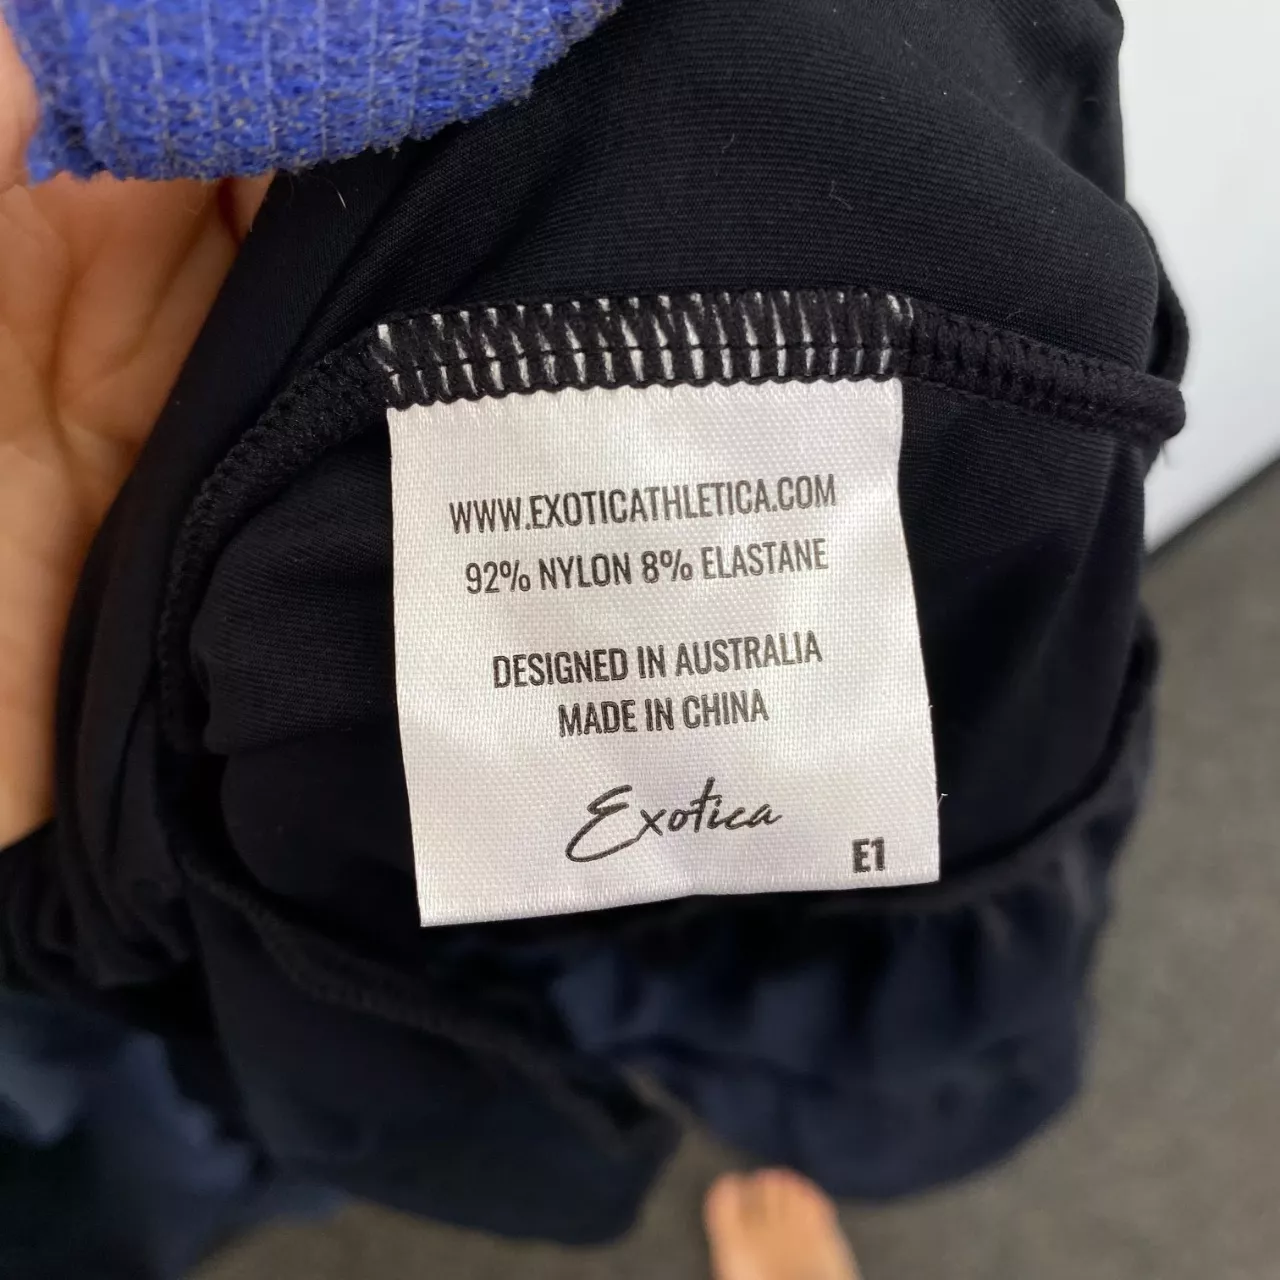 WWW.EXOTICATHLETICA.COM
92% NYLON 8% ELASTANE
DESIGNED IN AUSTRALIA
MADE IN CHINA
Exotica
E1